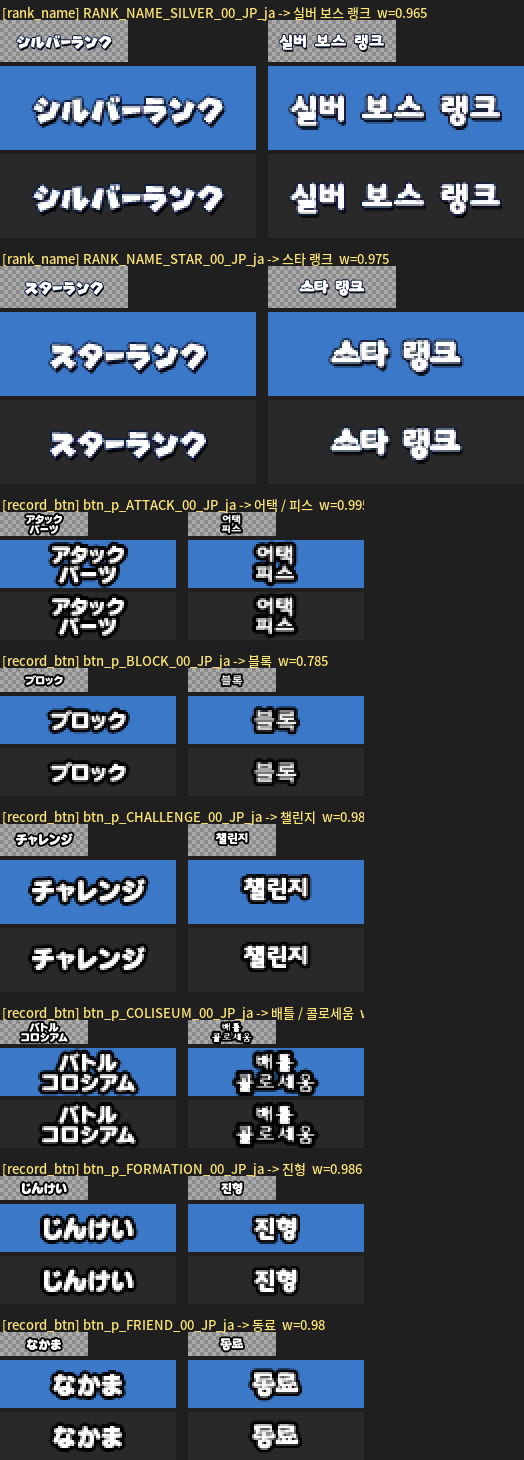 [rank_name] RANK_NAME_SILVER_00_JP_ja -> 실버 보스 랭크 w=0.965
シルバーランク 실버 보스 랭크
シルバーランク 실버 보스 랭크
シルバーランク 실버 보스 랭크
[rank_name] RANK_NAME_STAR_00_JP_ja -> 스타 랭크 w=0.975
スターランク 스타 랭크
スターランク 스타 랭크
スターランク 스타 랭크
[record_btn] btn_p_ATTACK_00_JP_ja -> 어택 / 피스 w=0.995
アタック 어택
パーツ 피스
アタック 어택
パーツ 피스
アタック 어택
パーツ 피스
[record_btn] btn_p_BLOCK_00_JP_ja -> 블록 w=0.785
ブロック 블록
ブロック 블록
ブロック 블록
[record_btn] btn_p_CHALLENGE_00_JP_ja -> 챌린지 w=0.98
チャレンジ 챌린지
チャレンジ 챌린지
チャレンジ 챌린지
[record_btn] btn_p_COLISEUM_00_JP_ja -> 배틀 / 콜로세움
バトル 배틀
コロシアム 콜로세움
バトル 배틀
コロシアム 콜로세움
バトル 배틀
コロシアム 콜로세움
[record_btn] btn_p_FORMATION_00_JP_ja -> 진형 w=0.986
じんけい 진형
じんけい 진형
じんけい 진형
[record_btn] btn_p_FRIEND_00_JP_ja -> 동료 w=0.98
なかま 동료
なかま 동료
なかま 동료